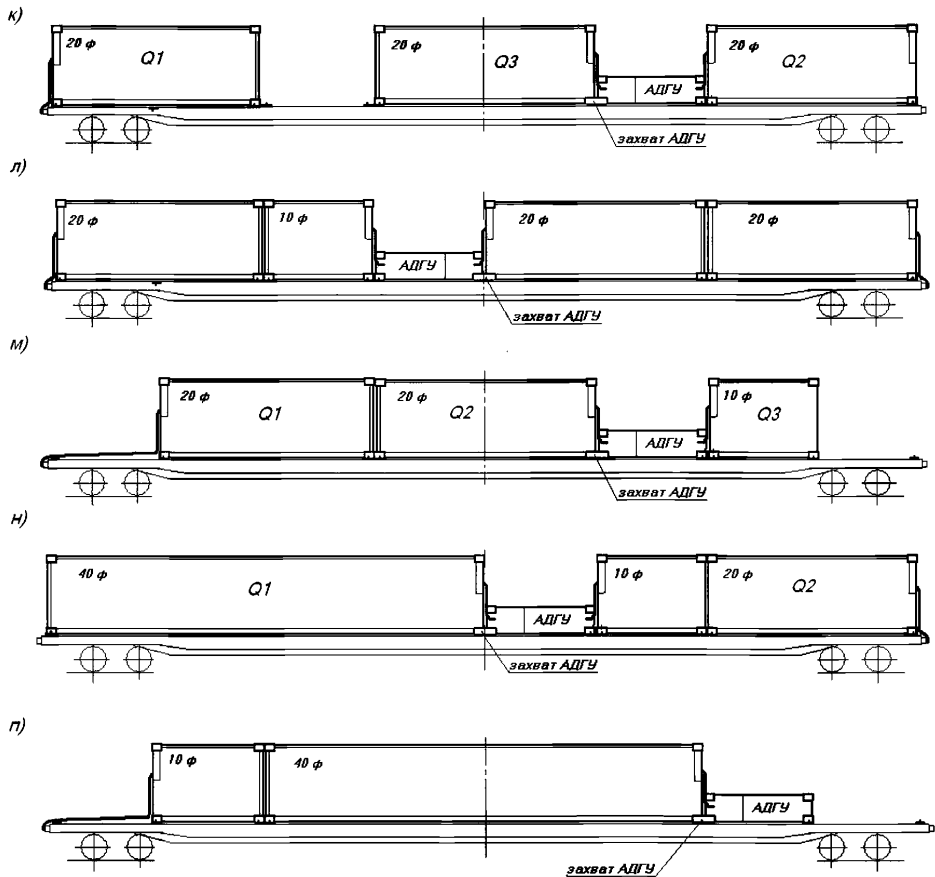 к)
20 ф Q1 20 ф Q3 АДГУ 20 ф Q2
захват АДГУ
л)
20 ф 10 ф АДГУ 20 ф 20 ф
захват АДГУ
м)
20 ф Q1 20 ф Q2 АДГУ 10 ф Q3
захват АДГУ
н)
40 ф Q1 АДГУ 10 ф 20 ф Q2
захват АДГУ
п)
10 ф 40 ф АДГУ
захват АДГУ